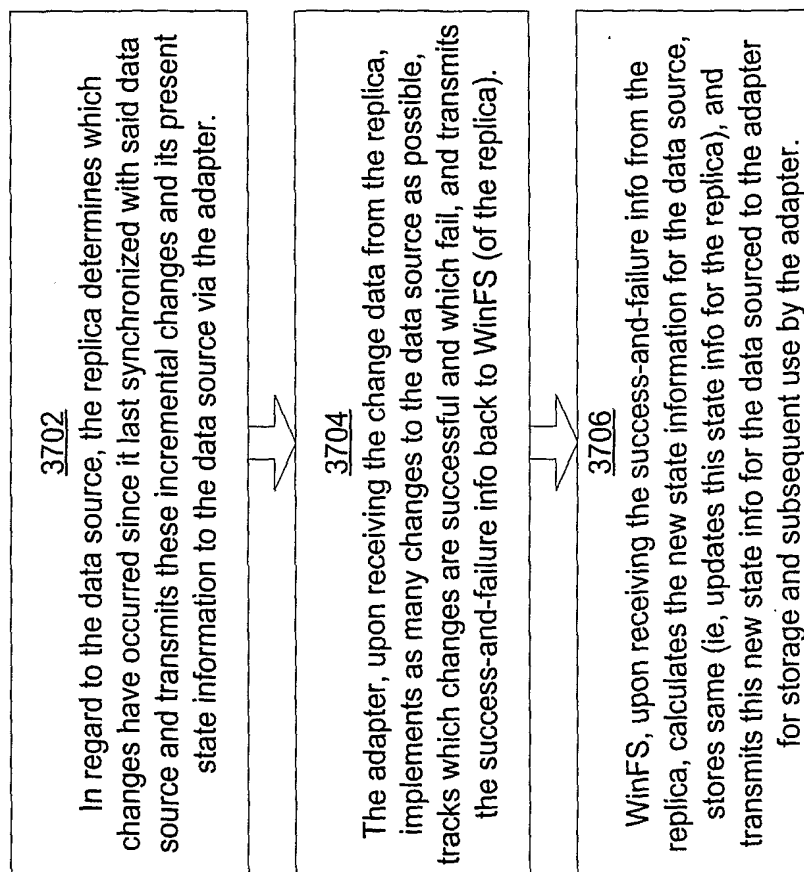 3702
In regard to the data source, the replica determines which
changes have occurred since it last synchronized with said data
source and transmits these incremental changes and its present
state information to the data source via the adapter.
3704
The adapter, upon receiving the change data from the replica,
implements as many changes to the data source as possible,
tracks which changes are successful and which fail, and transmits
the success-and-failure info back to WinFS (of the replica).
3706
WinFS, upon receiving the success-and-failure info from the
replica, calculates the new state information for the data source,
stores same (ie, updates this state info for the replica), and
transmits this new state info for the data sourced to the adapter
for storage and subsequent use by the adapter.